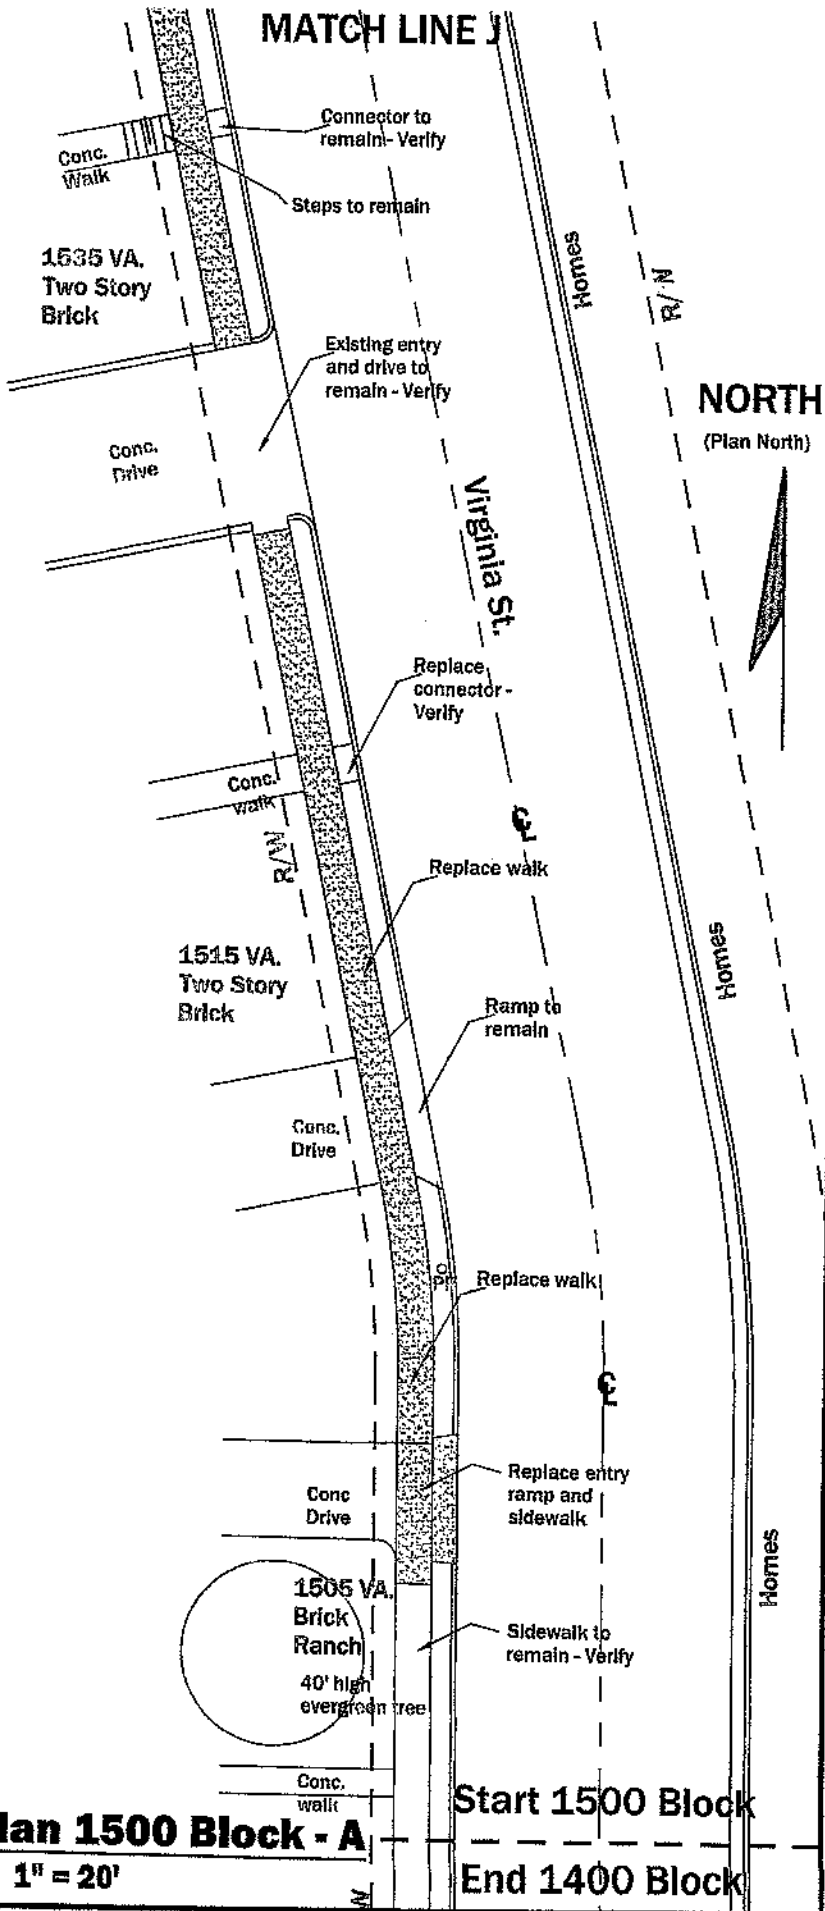 MATCH LINE J
Connector to
remain - Verify
Conc.
Walk
Steps to remain
1535 VA.
Two Story
Brick
Homes
R/W
Existing entry
and drive to
remain - Verify
NORTH
(Plan North)
Conc.
Drive
Virginia St.
Replace
connector -
Verify
Conc.
walk
CL
R/W
Replace walk
1515 VA.
Two Story
Brick
Homes
Ramp to
remain
Conc.
Drive
Replace walk
CL
Replace entry
ramp and
sidewalk
Conc
Drive
Homes
1505 VA.
Brick
Ranch
Sidewalk to
remain - Verify
40' high
evergreen tree
Conc.
walk
Start 1500 Block
lan 1500 Block - A
1" = 20'
End 1400 Block
W